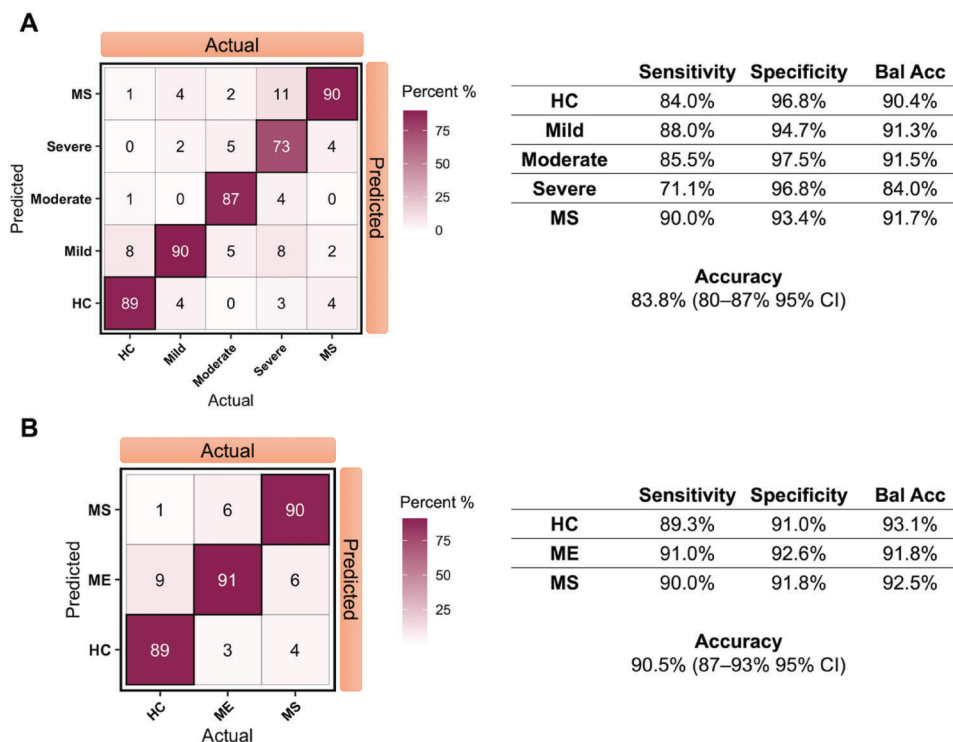 A
Actual
MS 1 4 2 11 90
Severe 0 2 5 73 4
Moderate 1 0 87 4 0
Mild 8 90 5 8 2
HC 89 4 0 3 4
HC Mild Moderate Severe MS
Actual
Predicted
Predicted
Percent %
75
50
25
0
Sensitivity Specificity Bal Acc
HC 84.0% 96.8% 90.4%
Mild 88.0% 94.7% 91.3%
Moderate 85.5% 97.5% 91.5%
Severe 71.1% 96.8% 84.0%
MS 90.0% 93.4% 91.7%
Accuracy
83.8% (80–87% 95% CI)
B
Actual
MS 1 6 90
ME 9 91 6
HC 89 3 4
HC ME MS
Actual
Predicted
Predicted
Percent %
75
50
25
Sensitivity Specificity Bal Acc
HC 89.3% 91.0% 93.1%
ME 91.0% 92.6% 91.8%
MS 90.0% 91.8% 92.5%
Accuracy
90.5% (87–93% 95% CI)